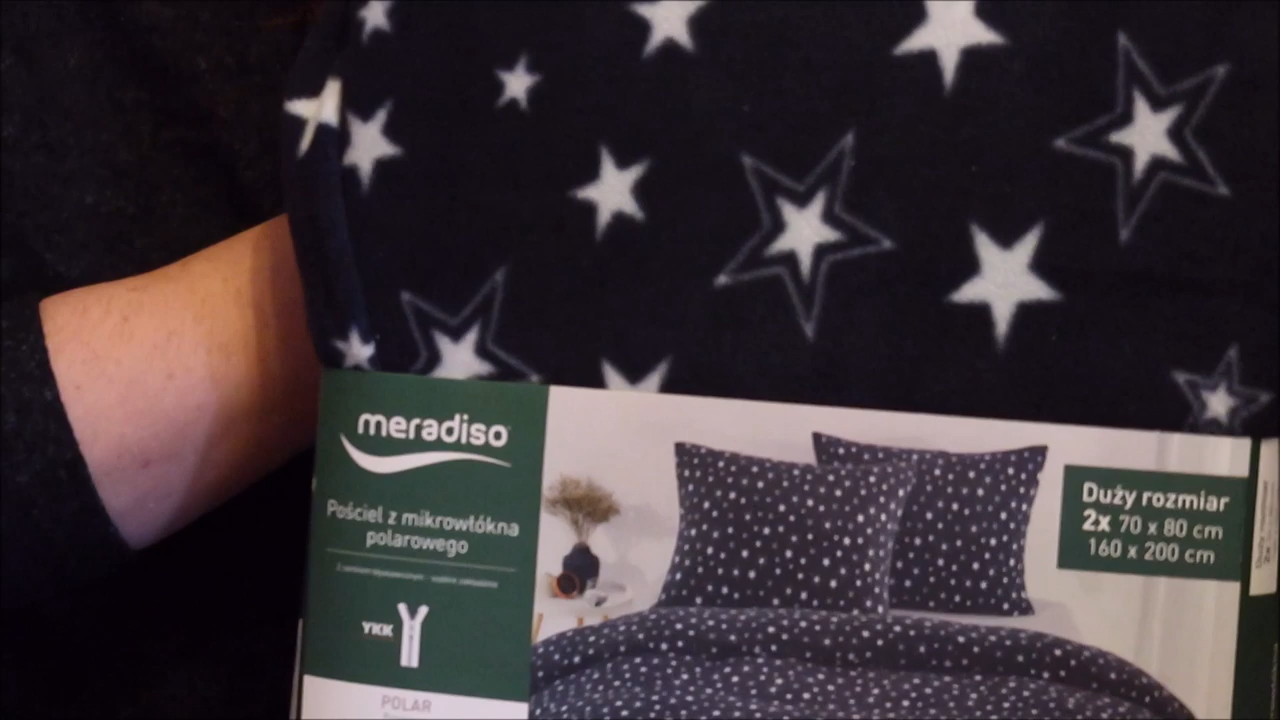 meradiso
Pościel z mikrowłókna
polarowego
YKK
POLAR
Duży rozmiar
2x 70 x 80 cm
160 x 200 cm